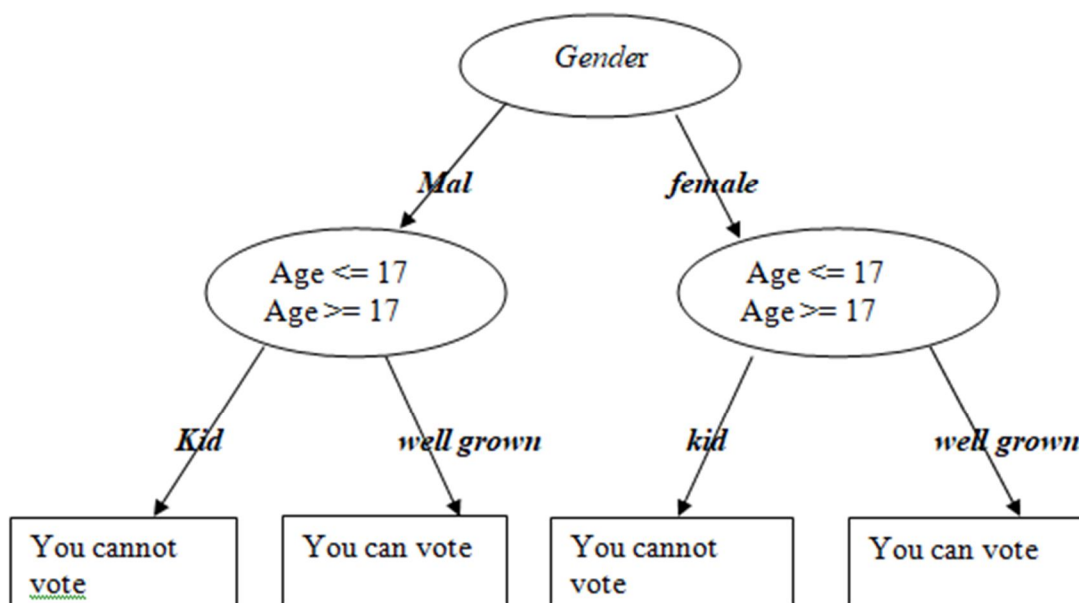 Gender
Mal
female
Age <= 17
Age >= 17
Age <= 17
Age >= 17
Kid
well grown
kid
well grown
You cannot
vote
You can vote
You cannot
vote
You can vote